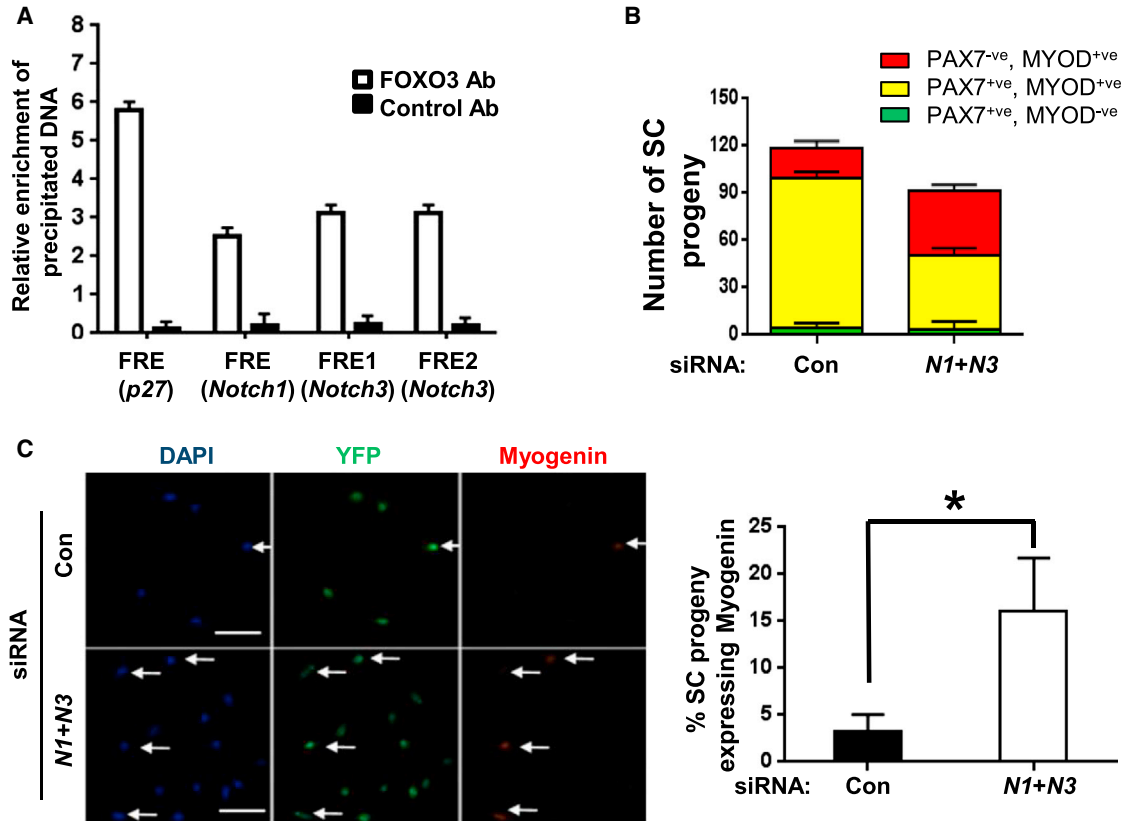 A
Relative enrichment of
precipitated DNA
8
7
6
5
4
3
2
1
0
FOXO3 Ab
Control Ab
FRE
(p27)
FRE
(Notch1)
FRE1
(Notch3)
FRE2
(Notch3)
B
PAX7-ve, MYOD+ve
PAX7+ve, MYOD+ve
PAX7+ve, MYOD-ve
Number of SC
progeny
150
120
90
60
30
0
siRNA:
Con
N1+N3
C
DAPI
YFP
Myogenin
siRNA
Con
N1+N3
% SC progeny
expressing Myogenin
25
20
15
10
5
0
*
siRNA:
Con
N1+N3